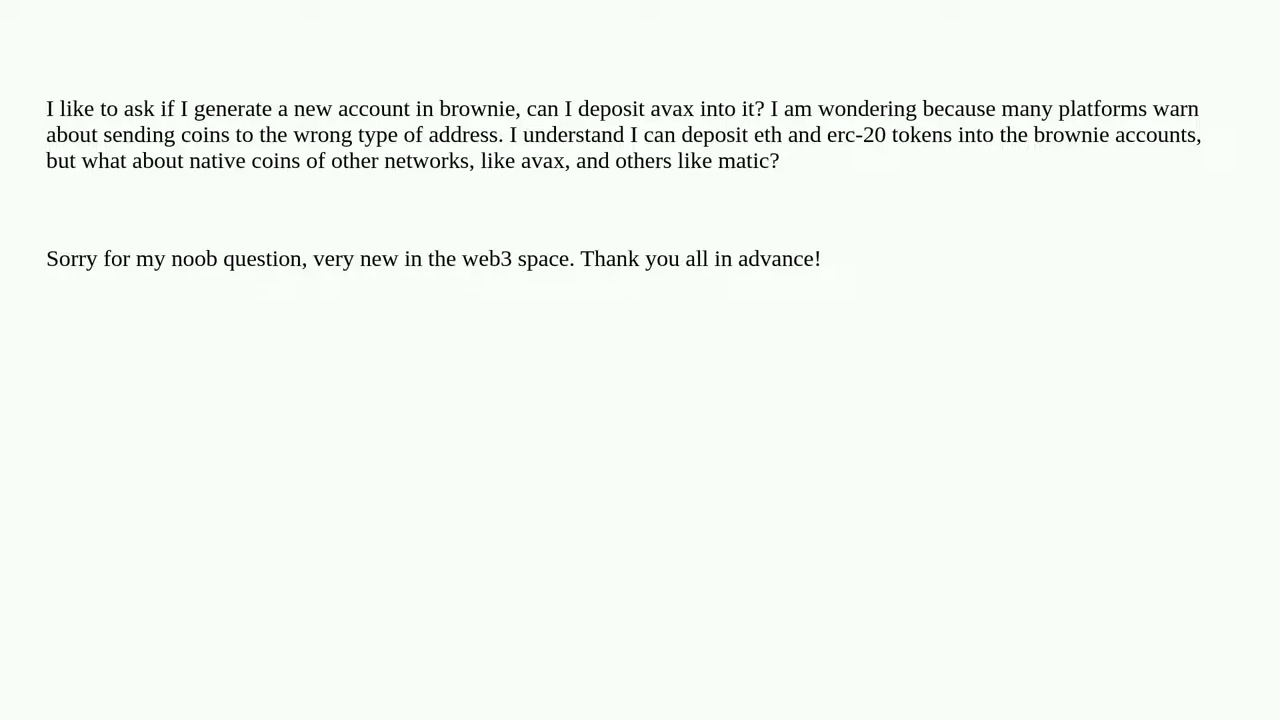 I like to ask if I generate a new account in brownie, can I deposit avax into it? I am wondering because many platforms warn
about sending coins to the wrong type of address. I understand I can deposit eth and erc-20 tokens into the brownie accounts,
but what about native coins of other networks, like avax, and others like matic?
Sorry for my noob question, very new in the web3 space. Thank you all in advance!